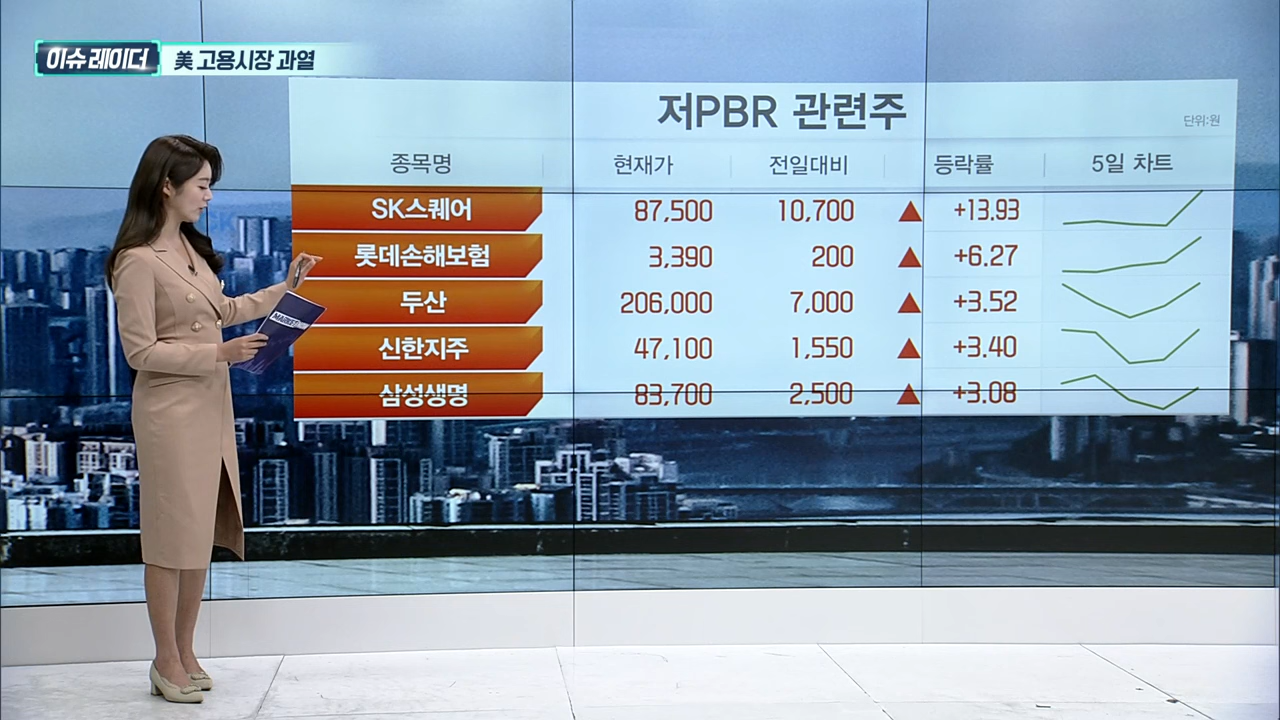 이슈 레이더 美 고용시장 과열
저PBR 관련주
단위:원
종목명 현재가 전일대비 등락률 5일 차트
SK스퀘어 87,500 10,700 ▲ +13.93
롯데손해보험 3,390 200 ▲ +6.27
두산 206,000 7,000 ▲ +3.52
신한지주 47,100 1,550 ▲ +3.40
삼성생명 83,700 2,500 ▲ +3.08
MARKET